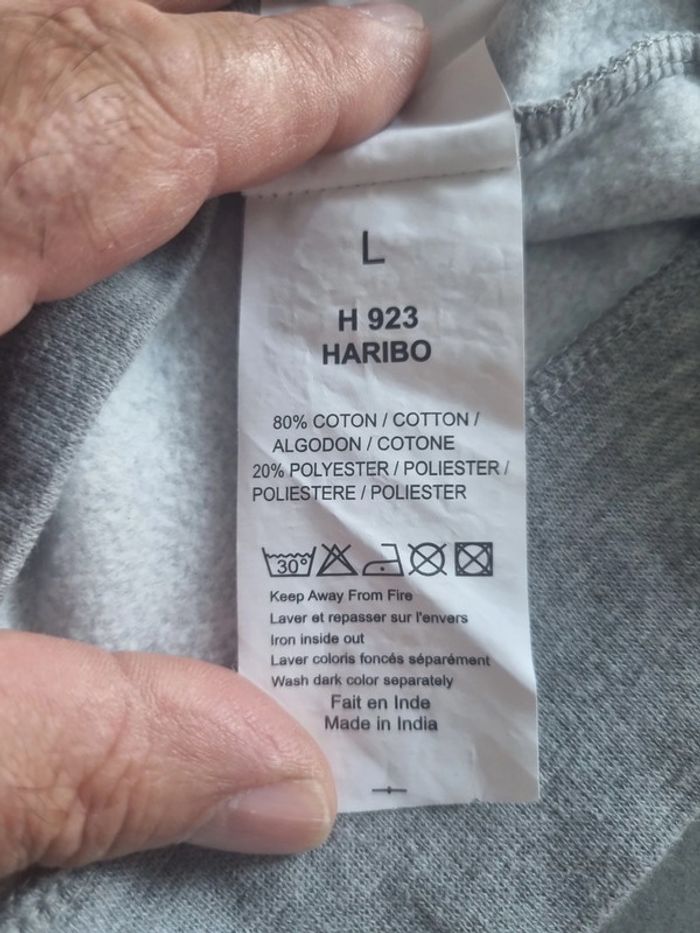 L
H 923
HARIBO
80% COTON / COTTON /
ALGODON / COTONE
20% POLYESTER / POLIESTER /
POLIESTERE / POLIESTER
30°
Keep Away From Fire
Laver et repasser sur l'envers
Iron inside out
Laver coloris foncés séparément
Wash dark color separately
Fait en Inde
Made in India